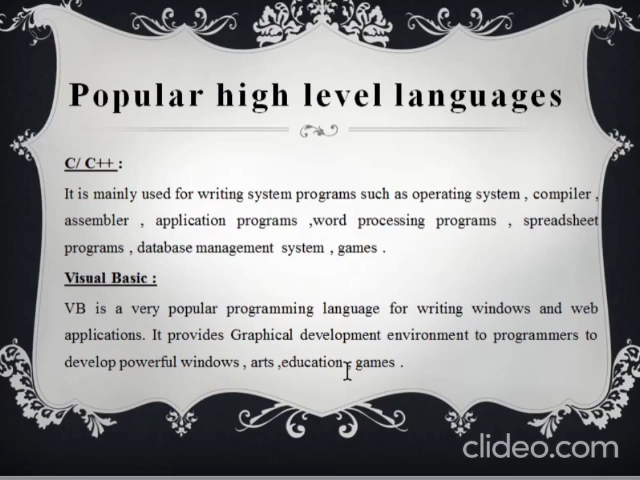 Popular high level languages
C/ C++ :
It is mainly used for writing system programs such as operating system , compiler ,
assembler , application programs ,word processing programs , spreadsheet
programs , database management system , games .
Visual Basic :
VB is a very popular programming language for writing windows and web
applications. It provides Graphical development environment to programmers to
develop powerful windows , arts ,education , games .
clideo.com